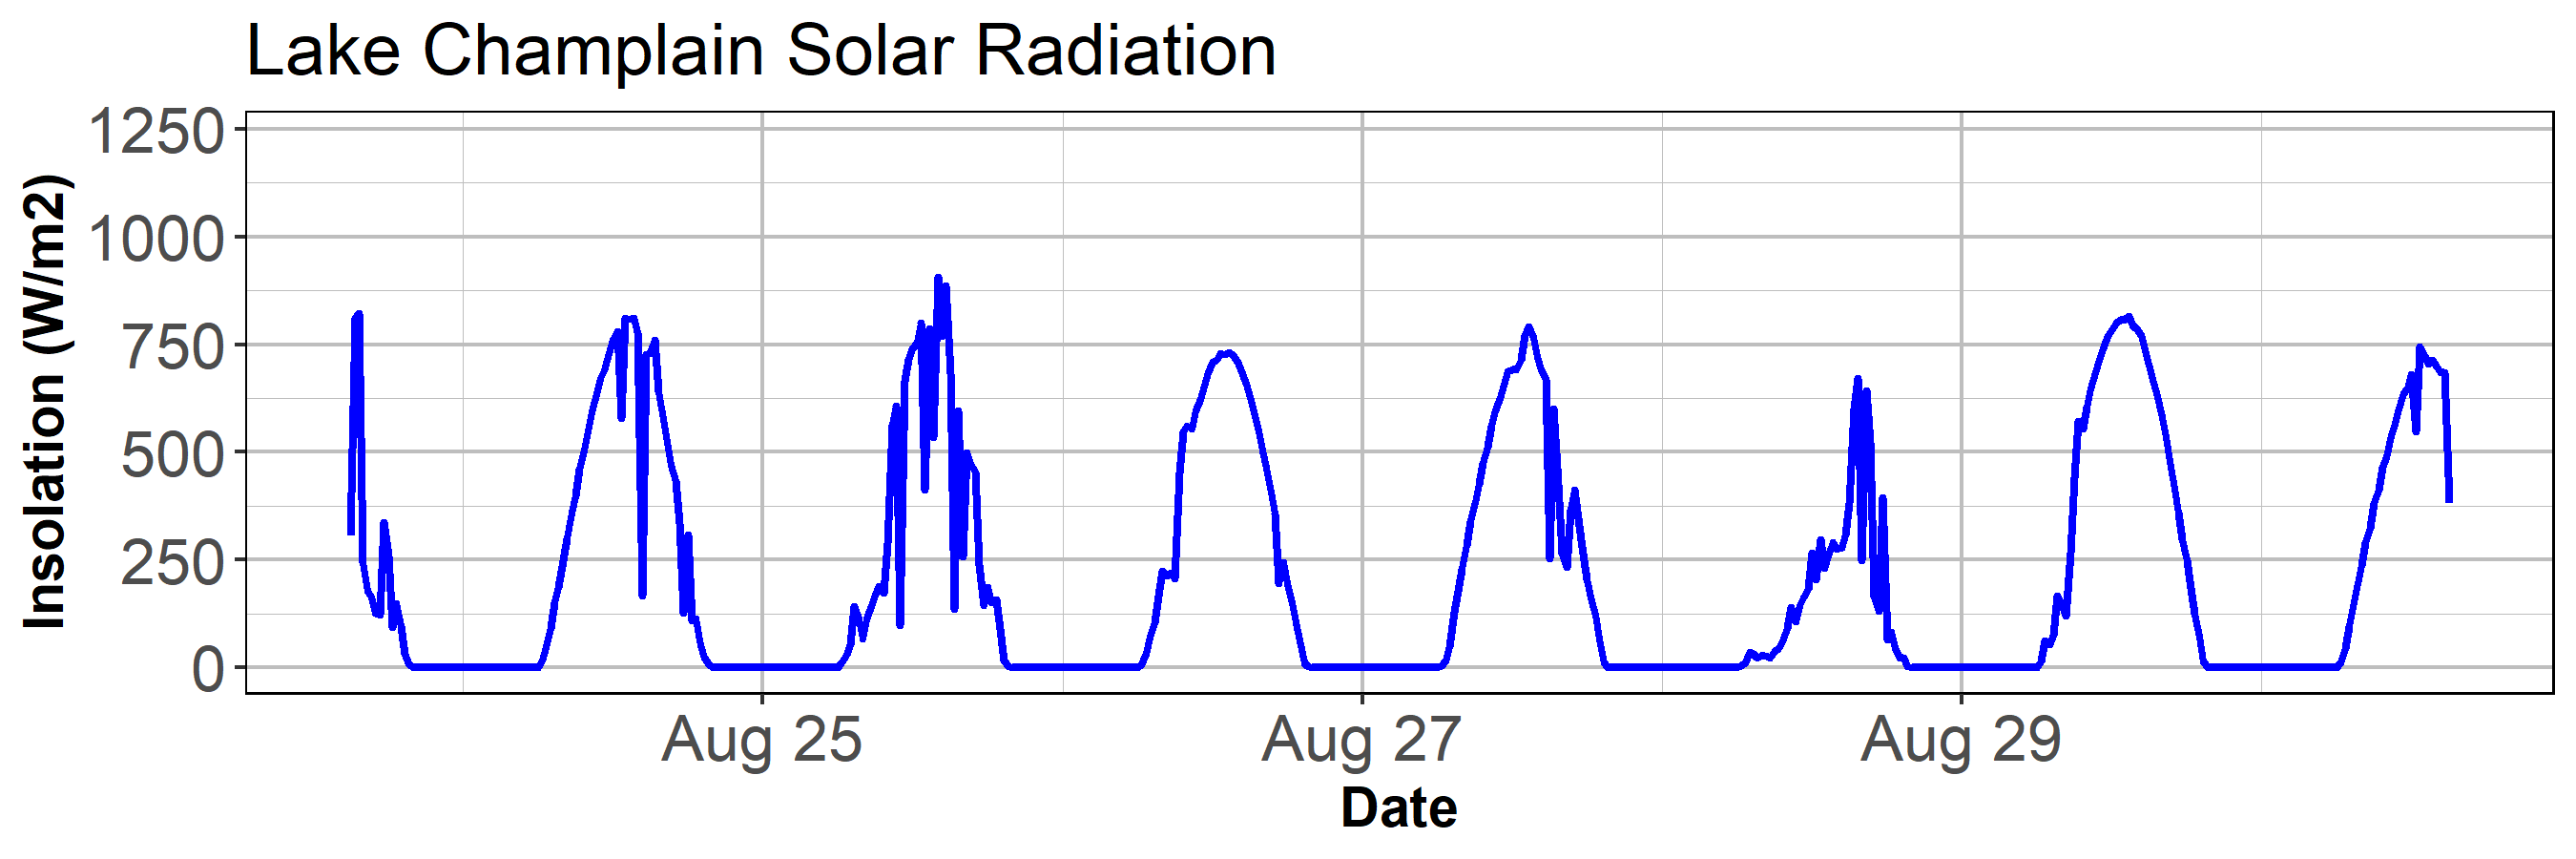 Lake Champlain Solar Radiation
Insolation (W/m2)
1250
1000
750
500
250
0
Aug 25 Aug 27 Aug 29
Date